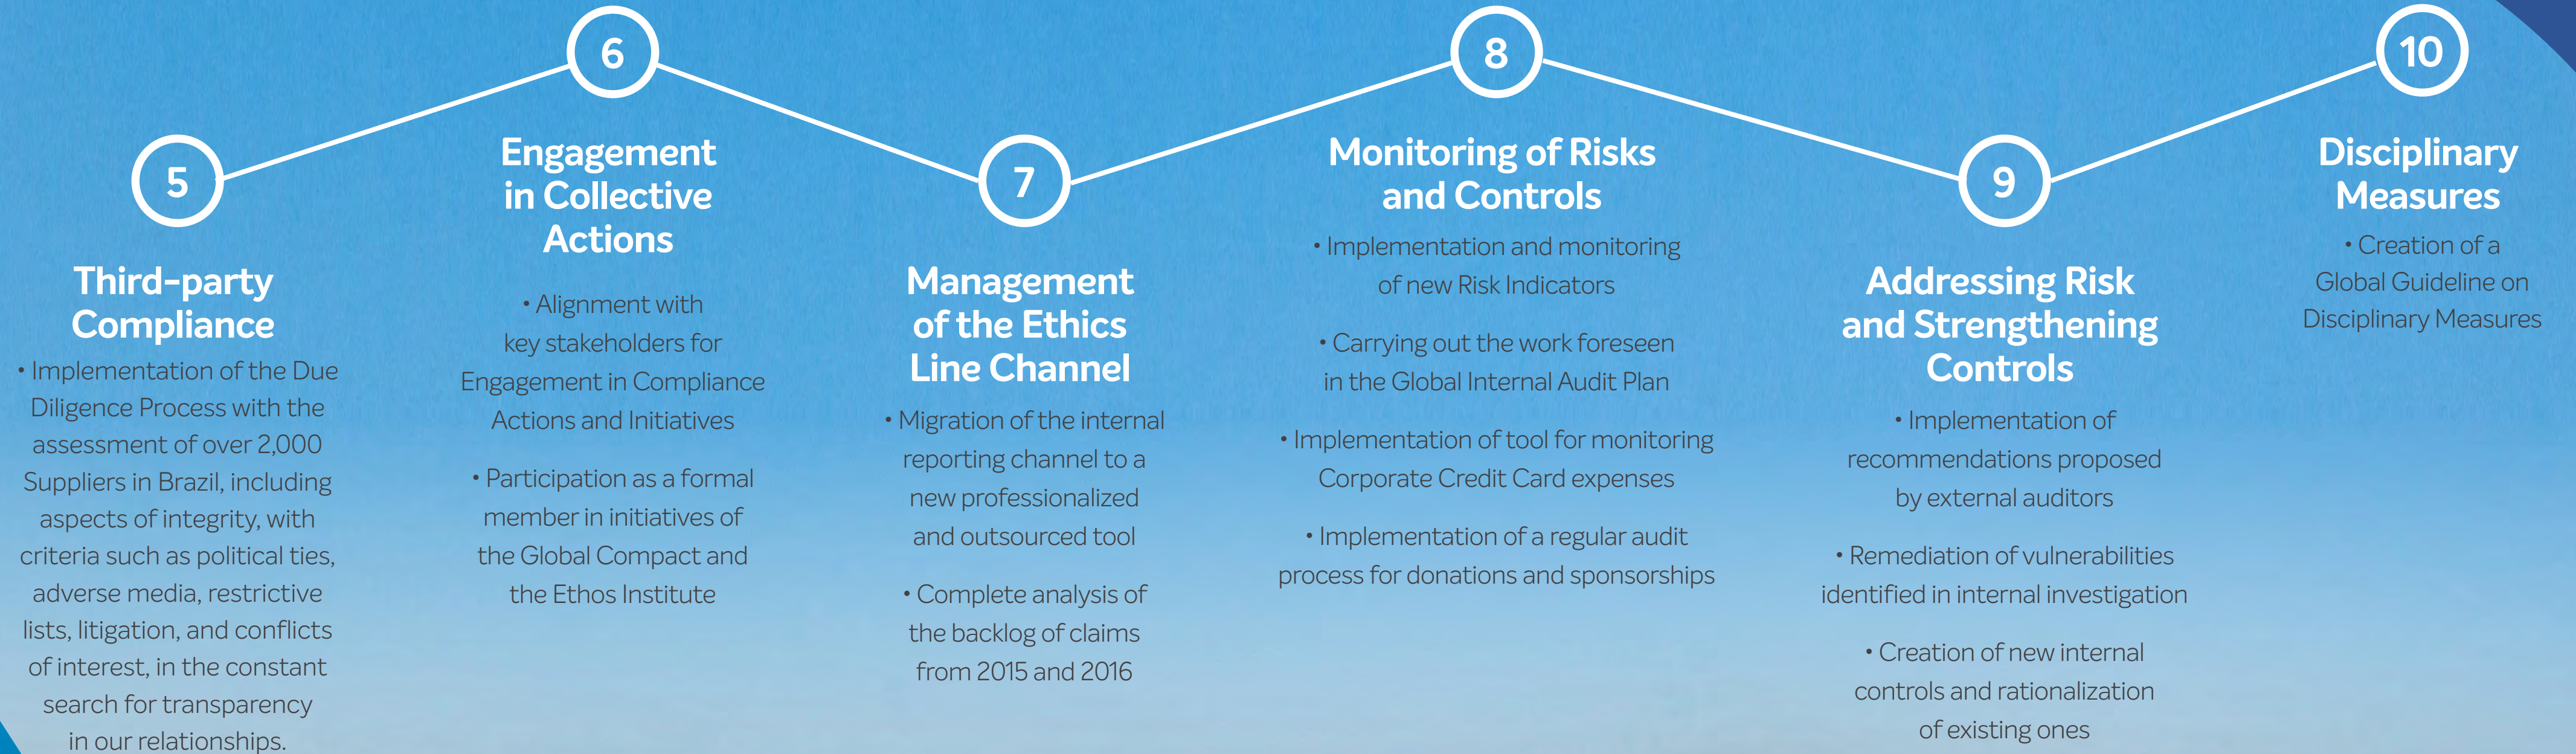 5
Third-party
Compliance
• Implementation of the Due
Diligence Process with the
assessment of over 2,000
Suppliers in Brazil, including
aspects of integrity, with
criteria such as political ties,
adverse media, restrictive
lists, litigation, and conflicts
of interest, in the constant
search for transparency
in our relationships.
6
Engagement
in Collective
Actions
• Alignment with
key stakeholders for
Engagement in Compliance
Actions and Initiatives
• Participation as a formal
member in initiatives of
the Global Compact and
the Ethos Institute
7
Management
of the Ethics
Line Channel
• Migration of the internal
reporting channel to a
new professionalized
and outsourced tool
• Complete analysis of
the backlog of claims
from 2015 and 2016
8
Monitoring of Risks
and Controls
• Implementation and monitoring
of new Risk Indicators
• Carrying out the work foreseen
in the Global Internal Audit Plan
• Implementation of tool for monitoring
Corporate Credit Card expenses
• Implementation of a regular audit
process for donations and sponsorships
9
Addressing Risk
and Strengthening
Controls
• Implementation of
recommendations proposed
by external auditors
• Remediation of vulnerabilities
identified in internal investigation
• Creation of new internal
controls and rationalization
of existing ones
10
Disciplinary
Measures
• Creation of a
Global Guideline on
Disciplinary Measures